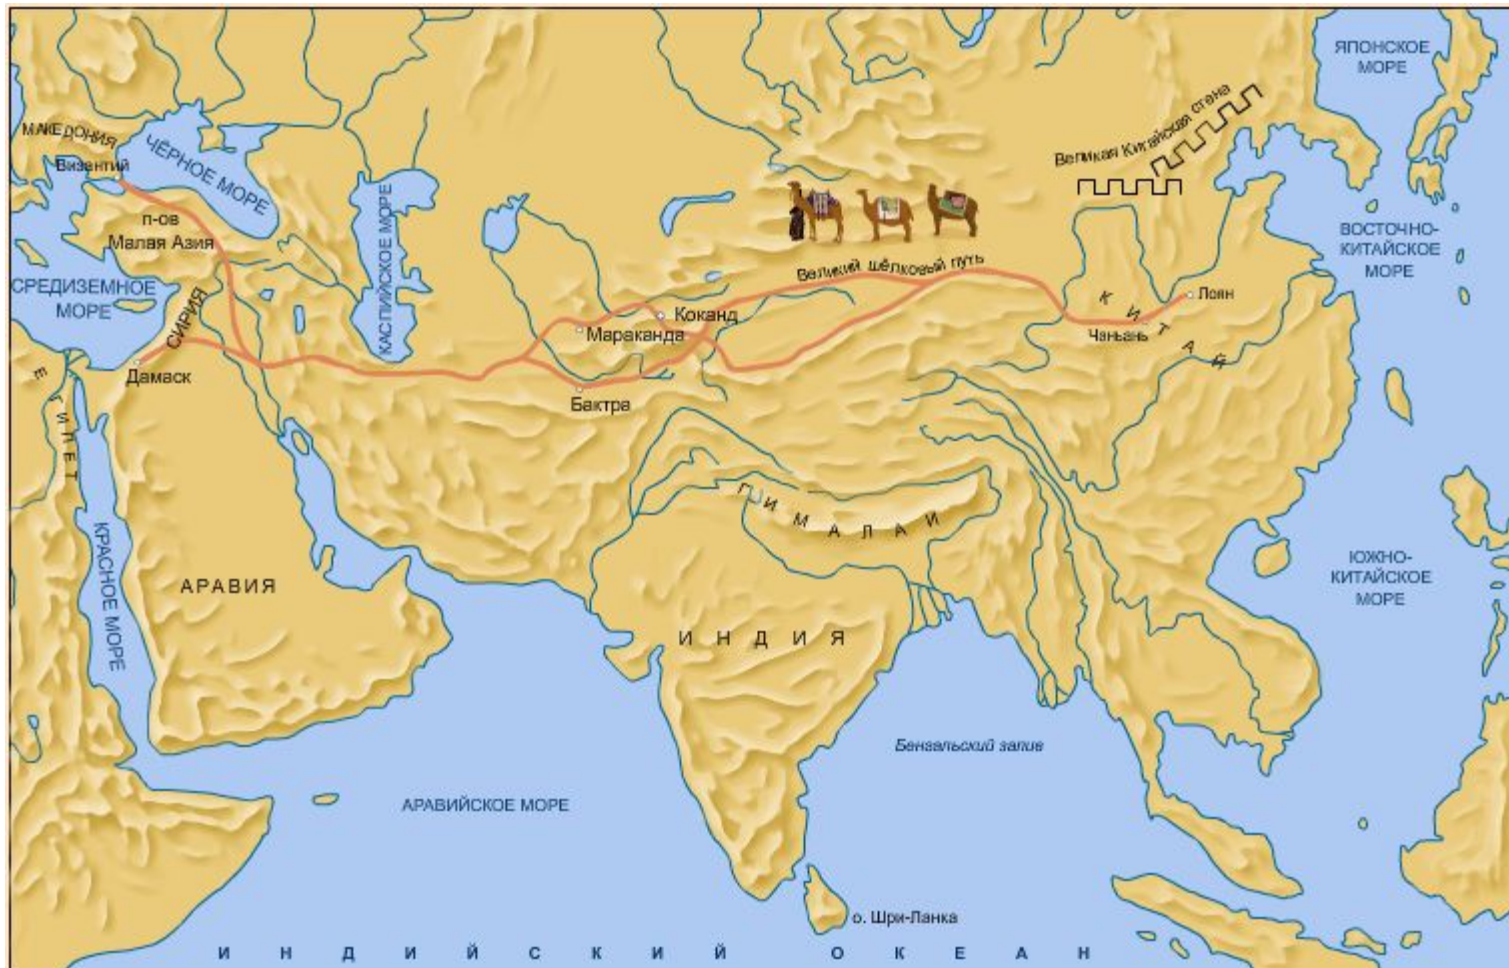 ЯПОНСКОЕ
МОРЕ
МАКЕДОНИЯ
Византий
ЧЁРНОЕ МОРЕ
Великая Китайская стена
п-ов
Малая Азия
КАСПИЙСКОЕ МОРЕ
ВОСТОЧНО-
КИТАЙСКОЕ
МОРЕ
СРЕДИЗЕМНОЕ
МОРЕ
СИРИЯ
Великий шёлковый путь
Лоян
Коканд
Мараканда
Чаньань
КИТАЙ
Дамаск
Бактра
ЕГИПЕТ
ГИМАЛАИ
КРАСНОЕ МОРЕ
АРАВИЯ
ЮЖНО-
КИТАЙСКОЕ
МОРЕ
ИНДИЯ
Бенгальский залив
АРАВИЙСКОЕ МОРЕ
о. Шри-Ланка
ИНДИЙСКИЙ ОКЕАН